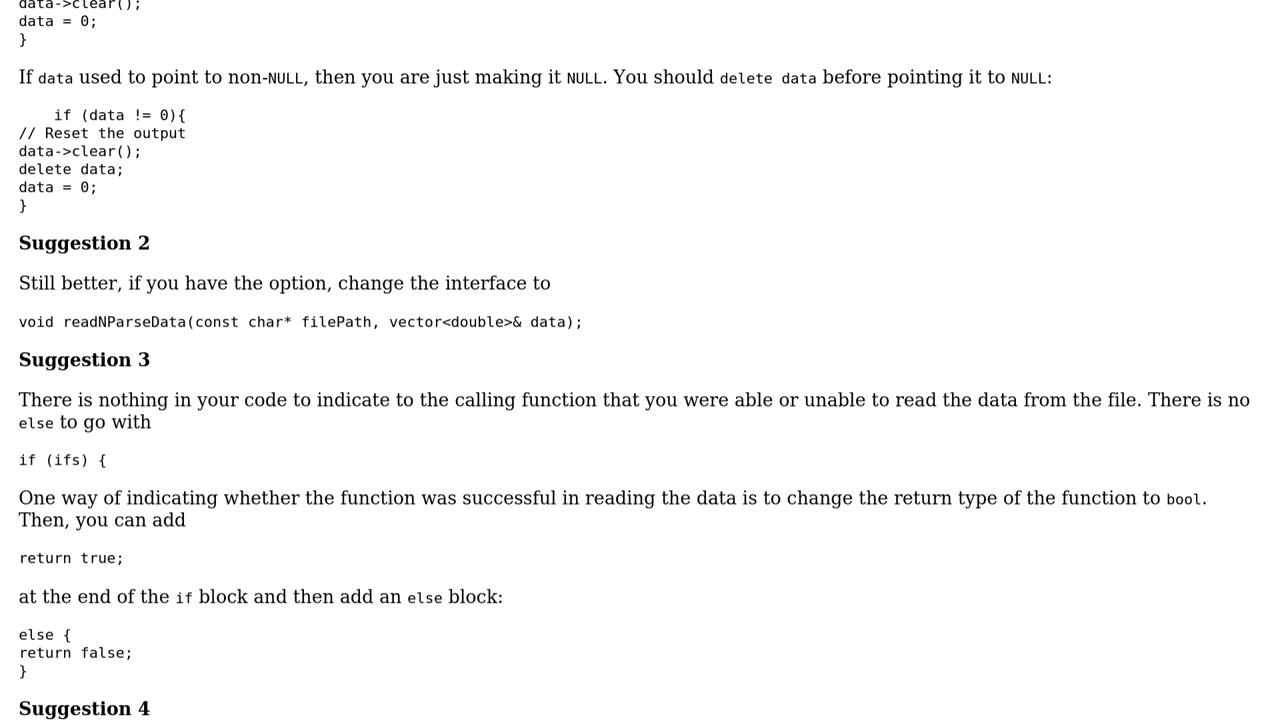 data->clear();
data = 0;
}
If data used to point to non-NULL, then you are just making it NULL. You should delete data before pointing it to NULL:
    if (data != 0){
// Reset the output
data->clear();
delete data;
data = 0;
}
Suggestion 2
Still better, if you have the option, change the interface to
void readNParseData(const char* filePath, vector<double>& data);
Suggestion 3
There is nothing in your code to indicate to the calling function that you were able or unable to read the data from the file. There is no
else to go with
if (ifs) {
One way of indicating whether the function was successful in reading the data is to change the return type of the function to bool.
Then, you can add
return true;
at the end of the if block and then add an else block:
else {
return false;
}
Suggestion 4